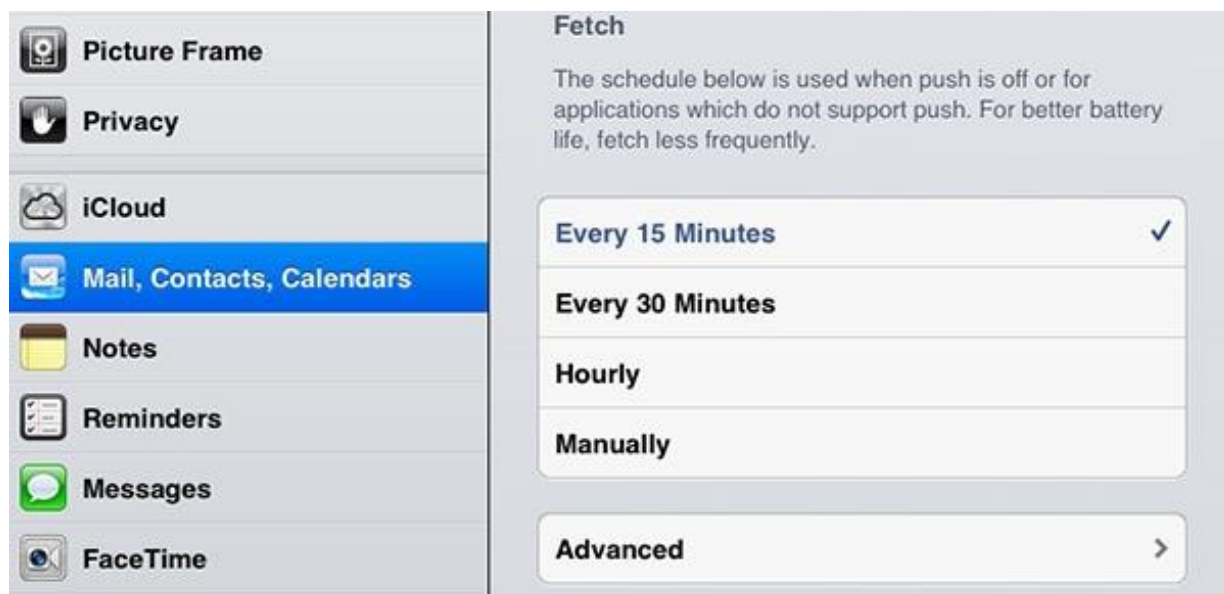 Picture Frame
Privacy
iCloud
Mail, Contacts, Calendars
Notes
Reminders
Messages
FaceTime
Fetch
The schedule below is used when push is off or for
applications which do not support push. For better battery
life, fetch less frequently.
Every 15 Minutes
Every 30 Minutes
Hourly
Manually
Advanced